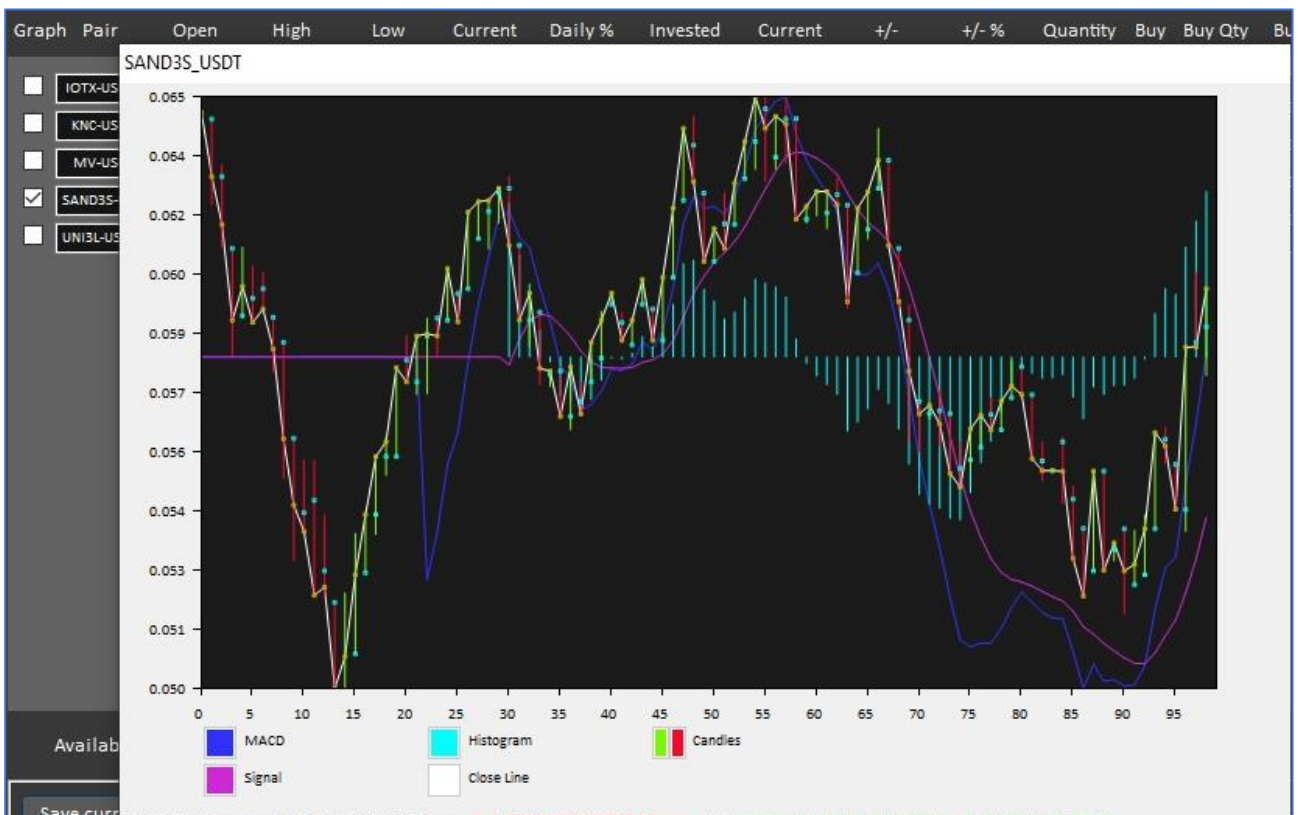 Graph Pair Open High Low Current Daily % Invested Current +/- +/- % Quantity Buy Buy Qty
SAND3S_USDT
IOTX-US
KNC-US
MV-US
SAND3S-
UNI3L-US
0.065
0.064
0.062
0.060
0.059
0.057
0.056
0.054
0.053
0.051
0.050
0 5 10 15 20 25 30 35 40 45 50 55 60 65 70 75 80 85 90 95
Availab
MACD Histogram Candles
Signal Close Line
Save curr